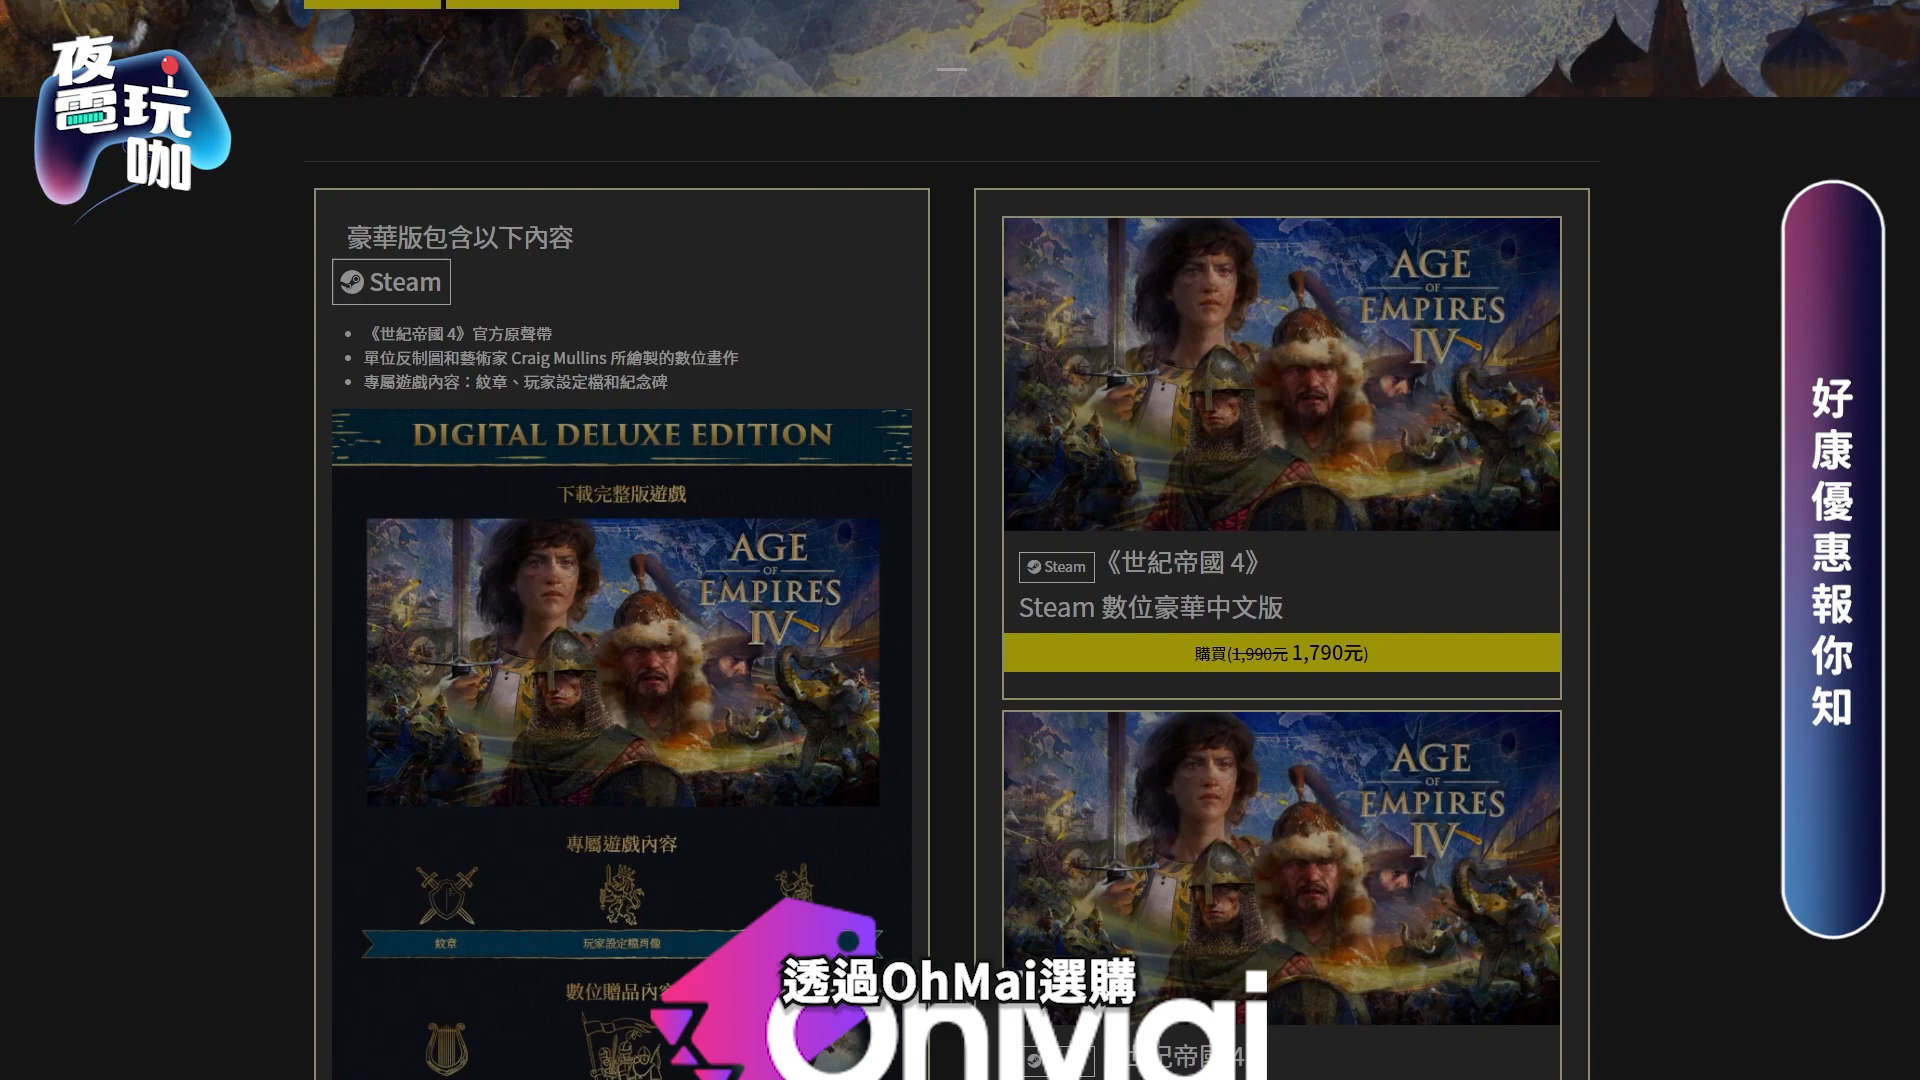 夜
電玩
咖
豪華版包含以下內容
Steam
《世紀帝國 4》官方原聲帶
單位反制圖和藝術家 Craig Mullins 所繪製的數位畫作
專屬遊戲內容：紋章、玩家設定檔和紀念碑
DIGITAL DELUXE EDITION
下載完整版遊戲
AGE
OF
EMPIRES
IV
專屬遊戲內容
紋章
玩家設定檔肖像
數位贈品內容
AGE
OF
EMPIRES
IV
Steam 《世紀帝國 4》
Steam 數位豪華中文版
購買(1,990元 1,790元)
AGE
OF
EMPIRES
IV
透過OhMai選購
OhMai
好康優惠報你知